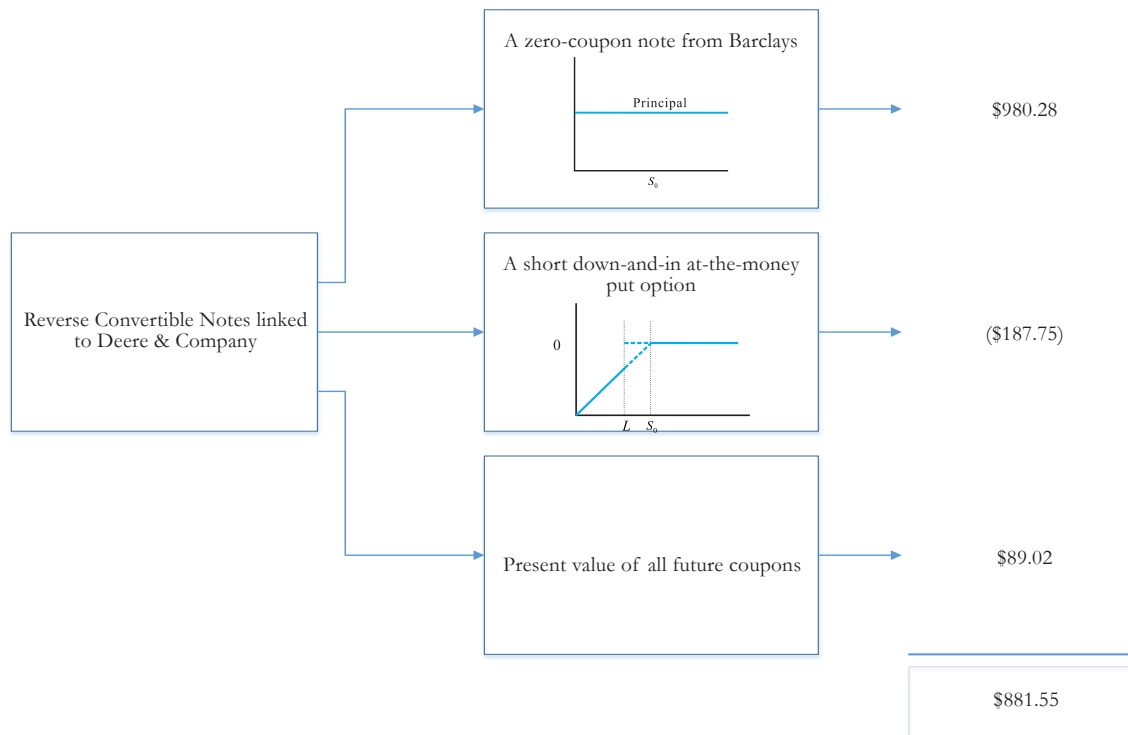 A zero-coupon note from Barclays
Principal
S₀
$980.28
Reverse Convertible Notes linked
to Deere & Company
A short down-and-in at-the-money
put option
0
L S₀
($187.75)
Present value of all future coupons
$89.02
$881.55